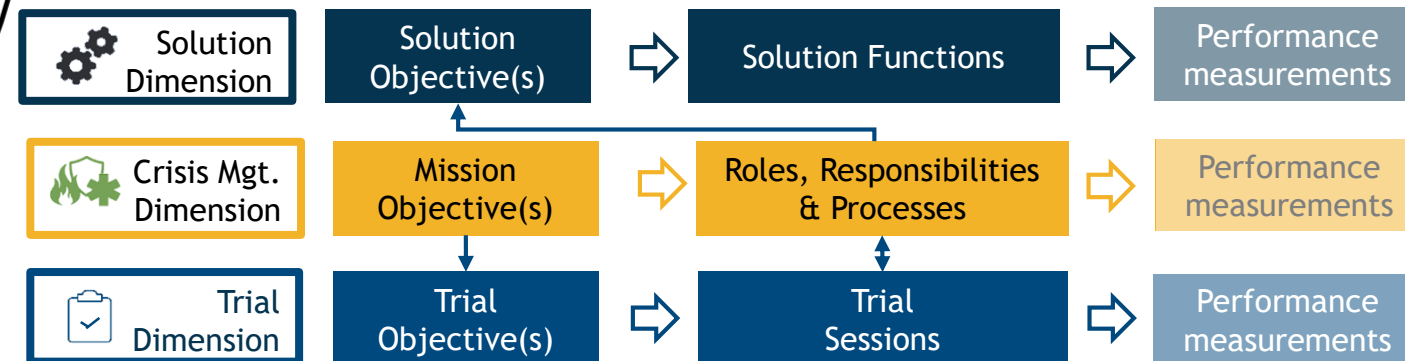 Solution
Dimension
Solution
Objective(s)
Solution Functions
Performance
measurements
Crisis Mgt.
Dimension
Mission
Objective(s)
Roles, Responsibilities
& Processes
Performance
measurements
Trial
Dimension
Trial
Objective(s)
Trial
Sessions
Performance
measurements